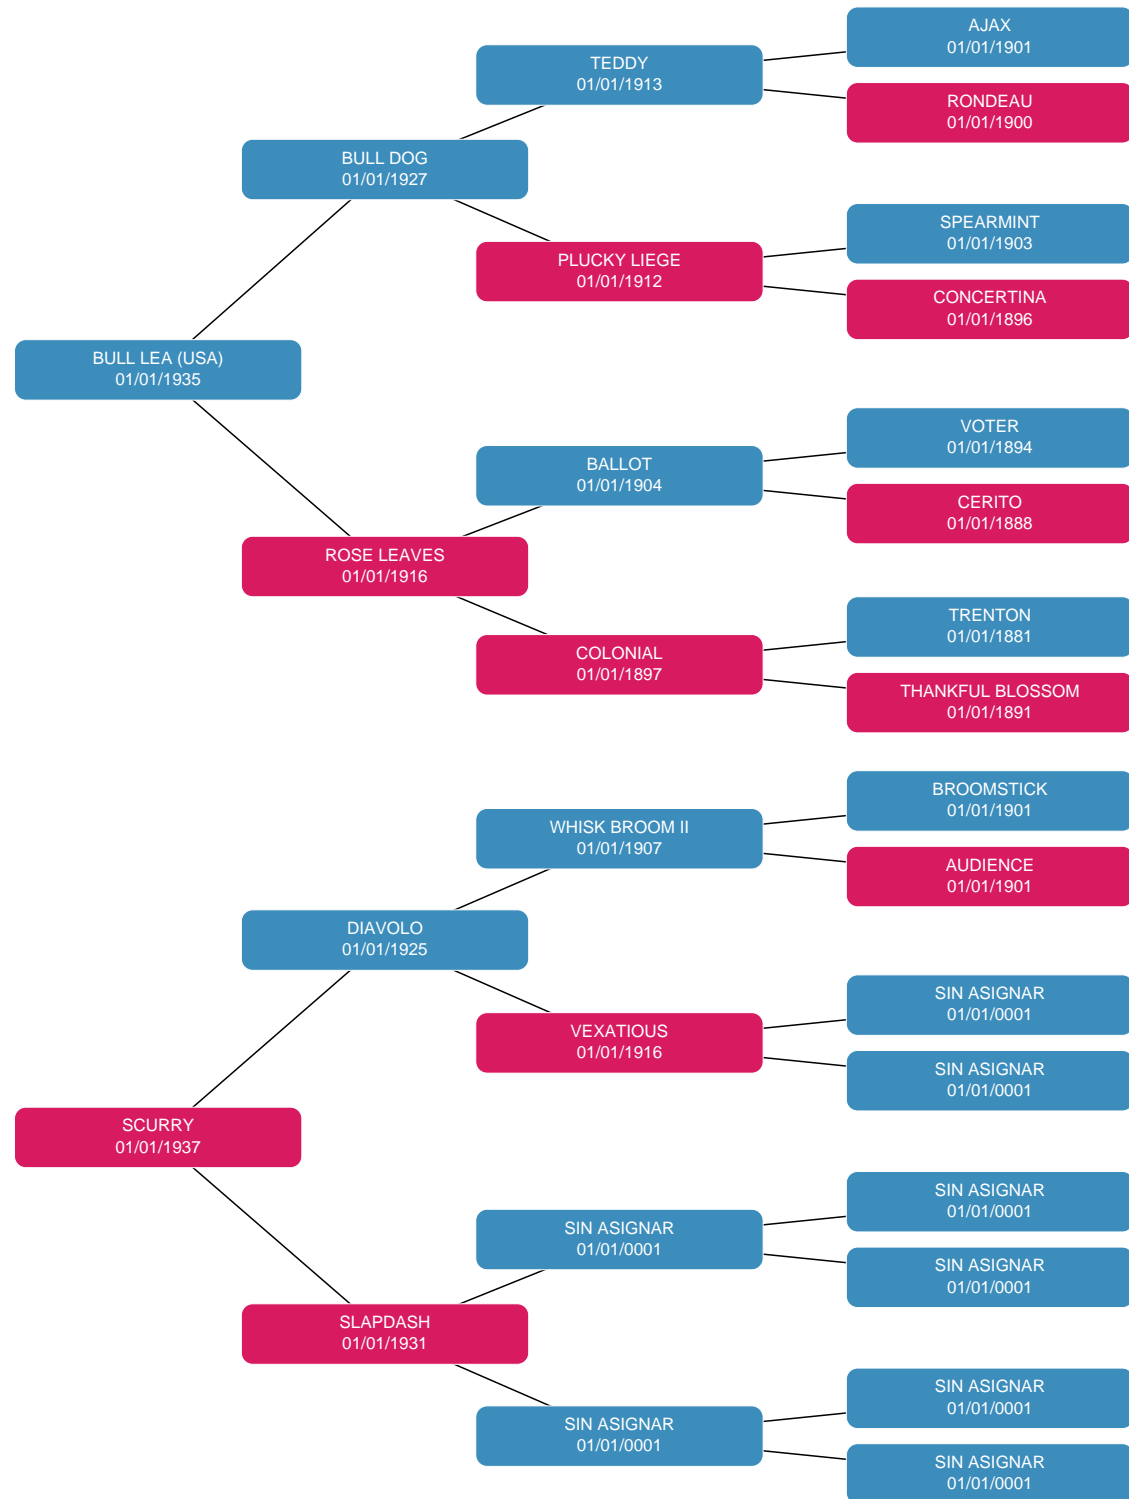 AJAX
01/01/1901
TEDDY
01/01/1913
RONDEAU
01/01/1900
BULL DOG
01/01/1927
SPEARMINT
01/01/1903
PLUCKY LIEGE
01/01/1912
CONCERTINA
01/01/1896
BULL LEA (USA)
01/01/1935
VOTER
01/01/1894
BALLOT
01/01/1904
CERITO
01/01/1888
ROSE LEAVES
01/01/1916
TRENTON
01/01/1881
COLONIAL
01/01/1897
THANKFUL BLOSSOM
01/01/1891
BROOMSTICK
01/01/1901
WHISK BROOM II
01/01/1907
AUDIENCE
01/01/1901
DIAVOLO
01/01/1925
SIN ASIGNAR
01/01/0001
VEXATIOUS
01/01/1916
SIN ASIGNAR
01/01/0001
SCURRY
01/01/1937
SIN ASIGNAR
01/01/0001
SIN ASIGNAR
01/01/0001
SIN ASIGNAR
01/01/0001
SLAPDASH
01/01/1931
SIN ASIGNAR
01/01/0001
SIN ASIGNAR
01/01/0001
SIN ASIGNAR
01/01/0001